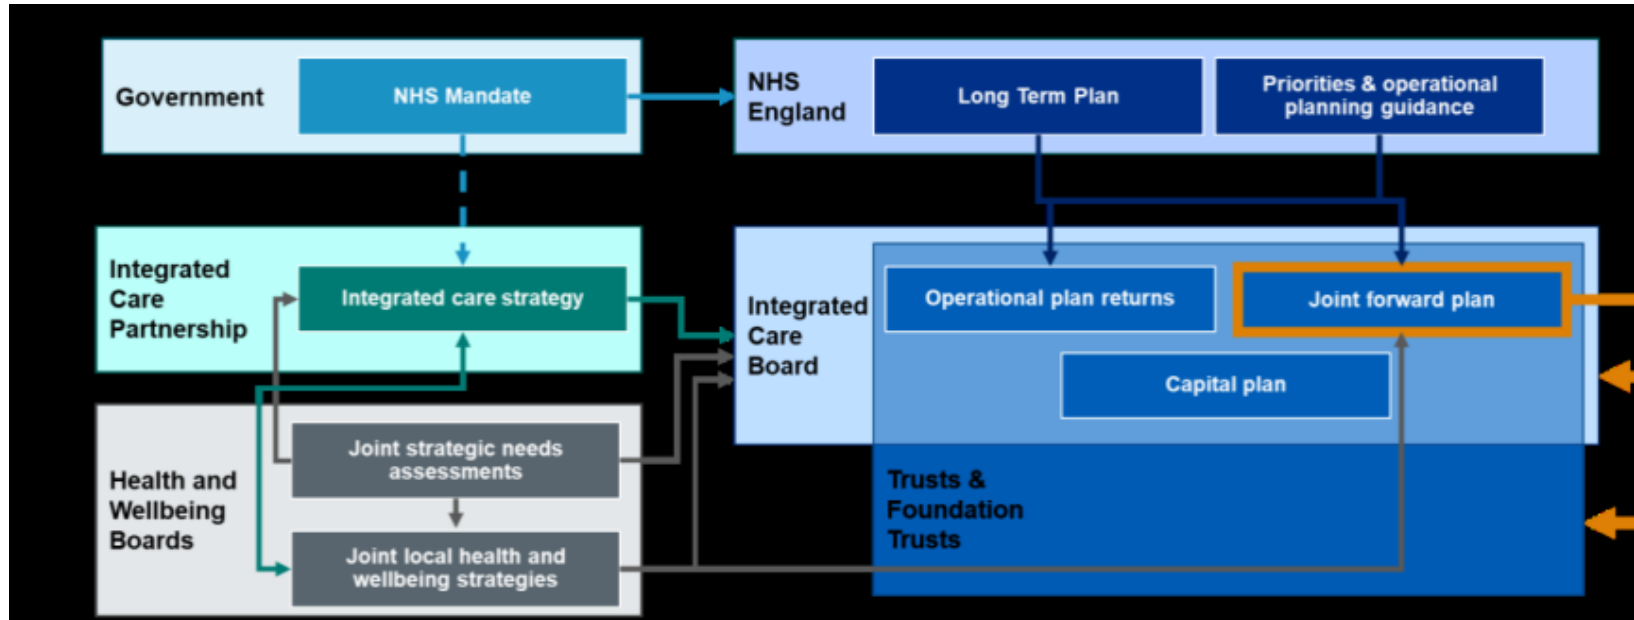 Government
NHS Mandate
NHS
England
Long Term Plan
Priorities & operational
planning guidance
Integrated
Care
Partnership
Integrated care strategy
Integrated
Care
Board
Operational plan returns
Joint forward plan
Capital plan
Health and
Wellbeing
Boards
Joint strategic needs
assessments
Joint local health and
wellbeing strategies
Trusts &
Foundation
Trusts